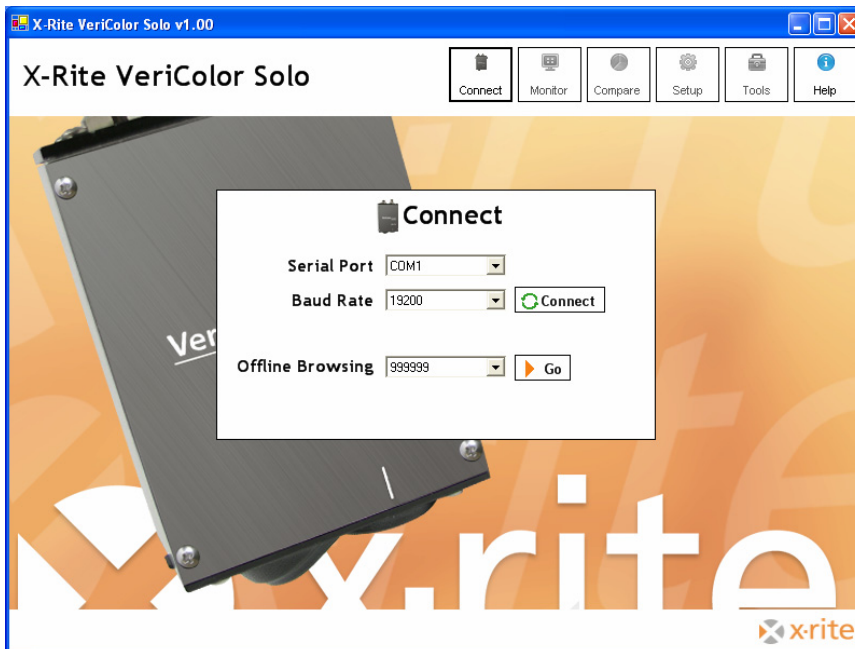 X-Rite VeriColor Solo v1.00
X-Rite VeriColor Solo
Connect
Monitor
Compare
Setup
Tools
Help
Connect
Serial Port COM1
Baud Rate 19200 Connect
Offline Browsing 999999 Go
Ver
x·rite
x·rite